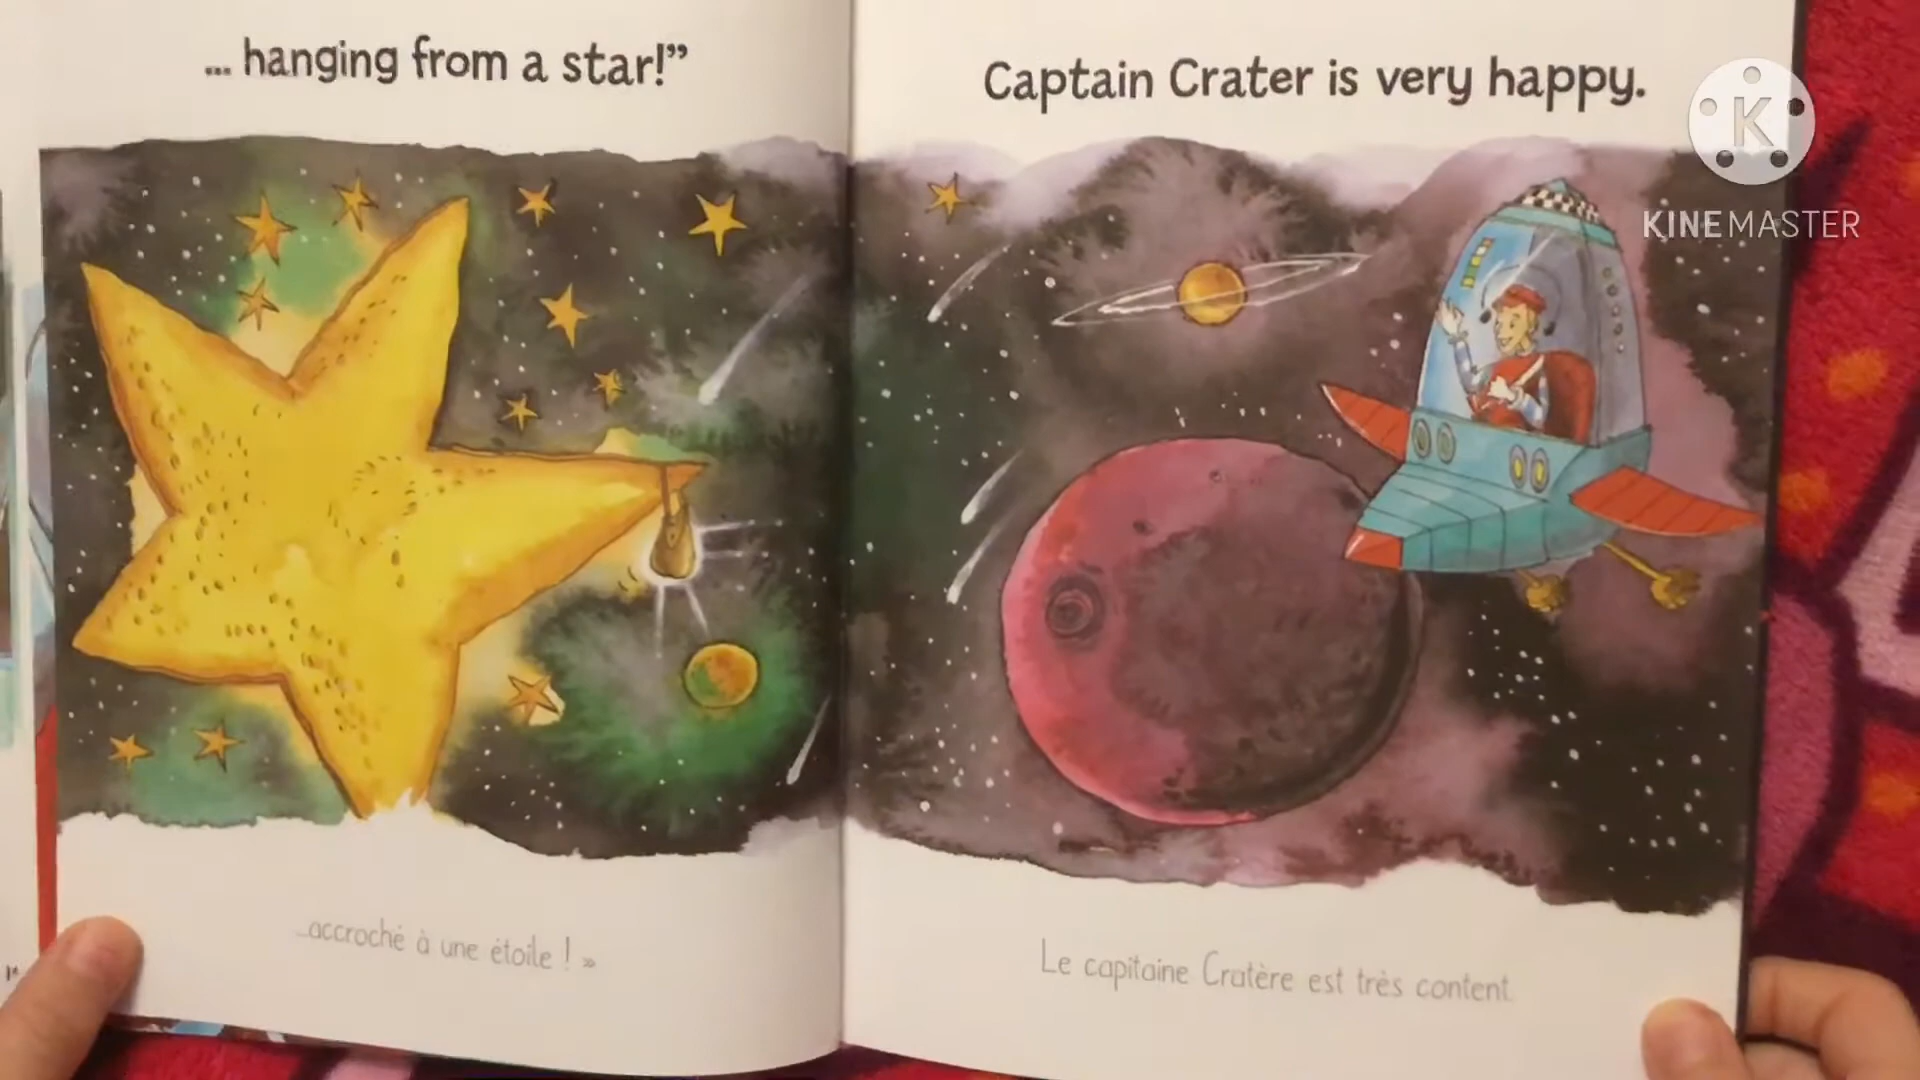 ... hanging from a star!”
...accroché à une étoile ! »
Captain Crater is very happy.
Le capitaine Cratère est très content.
K
KINEMASTER